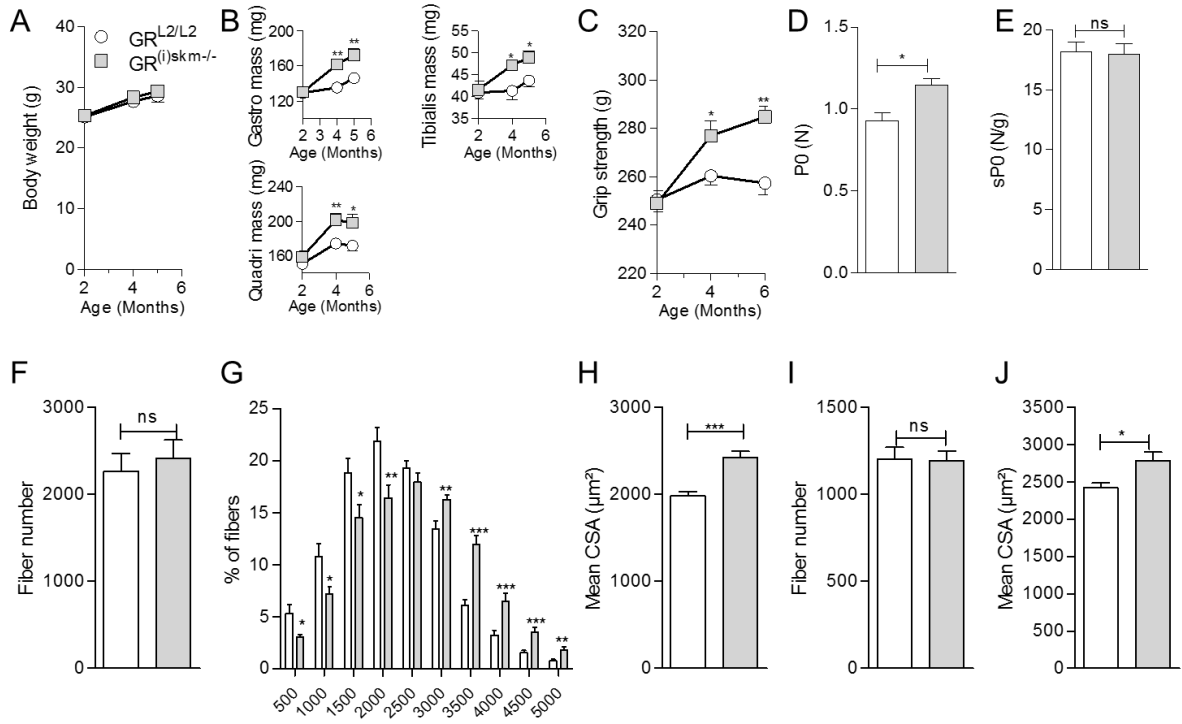 A
Body weight (g)
40
30
20
10
0
2
4
6
Age (Months)
GR^L2/L2
GR^(i)skm-/-
B
Gastro mass (mg)
200
180
160
140
120
2
3
4
5
6
** **
Age (Months)
Tibialis mass (mg)
55
50
45
40
35
2
4
6
* *
Age (Months)
Quadri mass (mg)
240
200
160
2
4
6
** *
Age (Months)
C
Grip strength (g)
300
280
260
240
220
2
4
6
* **
Age (Months)
D
P0 (N)
1.5
1.0
0.5
0.0
*
E
sP0 (N/g)
20
15
10
5
0
ns
F
Fiber number
3000
2000
1000
0
ns
G
% of fibers
25
20
15
10
5
0
* * * ** ** *** *** *** **
500
1000
1500
2000
2500
3000
3500
4000
4500
5000
H
Mean CSA (µm²)
3000
2000
1000
0
***
I
Fiber number
1500
1000
500
0
ns
J
Mean CSA (µm²)
3500
3000
2500
2000
1500
1000
500
0
*